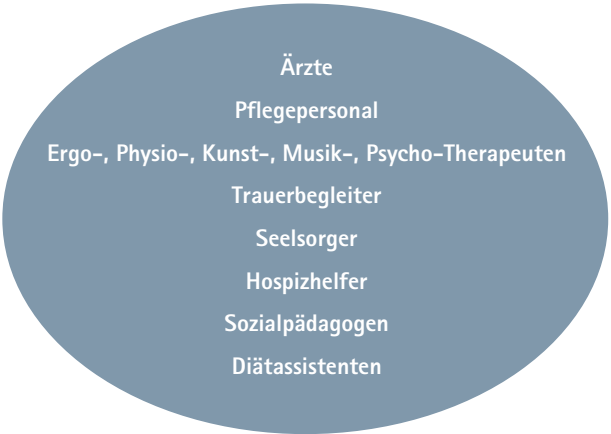 Ärzte
Pflegepersonal
Ergo-, Physio-, Kunst-, Musik-, Psycho-Therapeuten
Trauerbegleiter
Seelsorger
Hospizhelfer
Sozialpädagogen
Diätassistenten